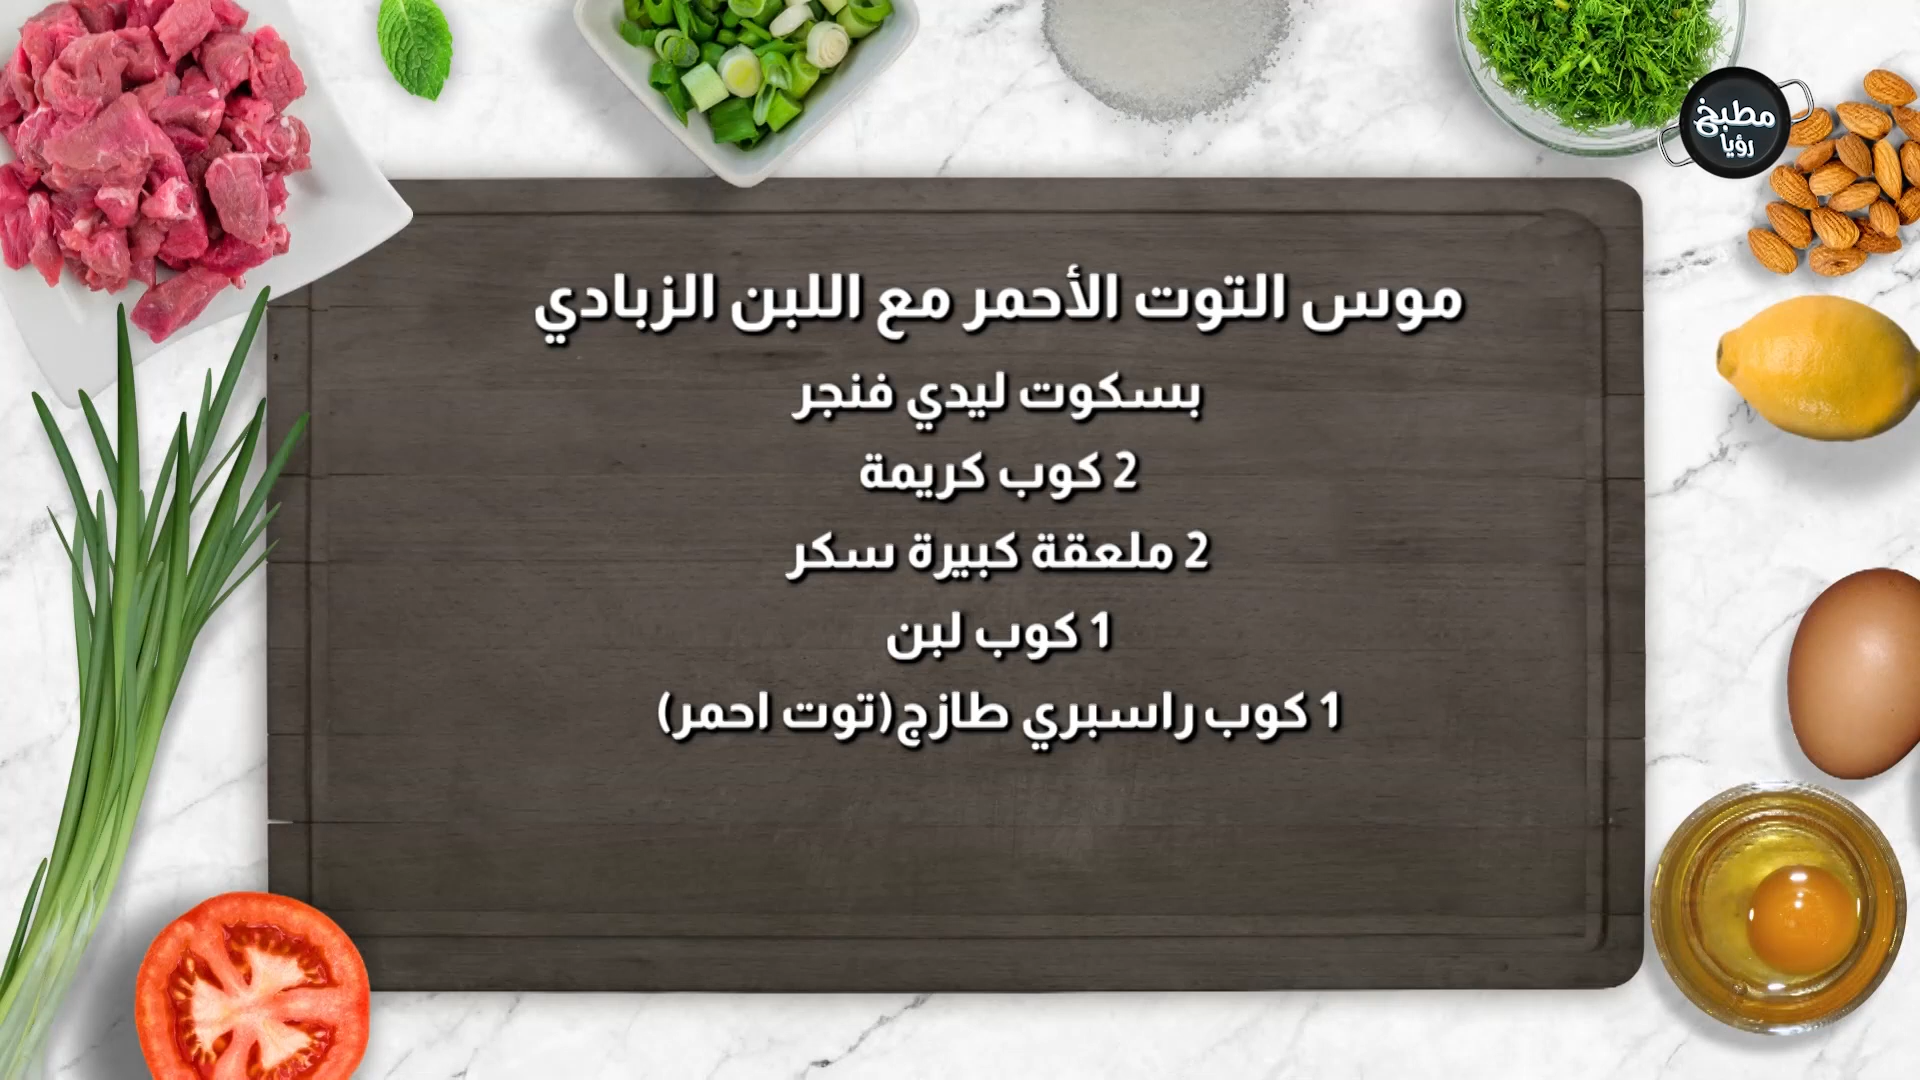 مطبخ
رؤيا
موس التوت الأحمر مع اللبن الزبادي
بسكوت ليدي فنجر
2 كوب كريمة
2 ملعقة كبيرة سكر
1 كوب لبن
1 كوب راسبري طازج(توت احمر)